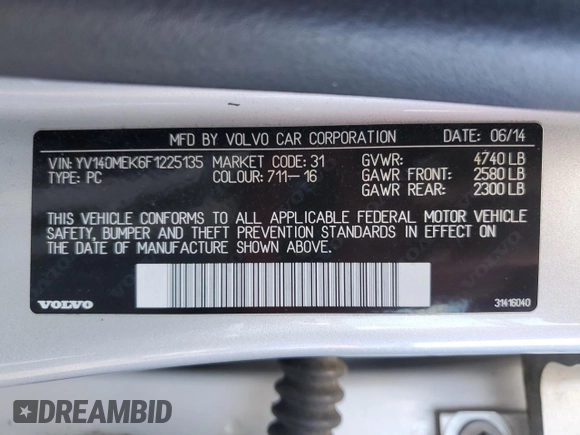 MFD BY VOLVO CAR CORPORATION DATE: 06/14
VIN: YV140MEK6F1225135 MARKET CODE: 31 GVWR: 4740 LB
TYPE: PC COLOUR: 711-16 GAWR FRONT: 2580 LB
GAWR REAR: 2300 LB
THIS VEHICLE CONFORMS TO ALL APPLICABLE FEDERAL MOTOR VEHICLE
SAFETY, BUMPER AND THEFT PREVENTION STANDARDS IN EFFECT ON
THE DATE OF MANUFACTURE SHOWN ABOVE.
VOLVO 31416040
DREAMBID